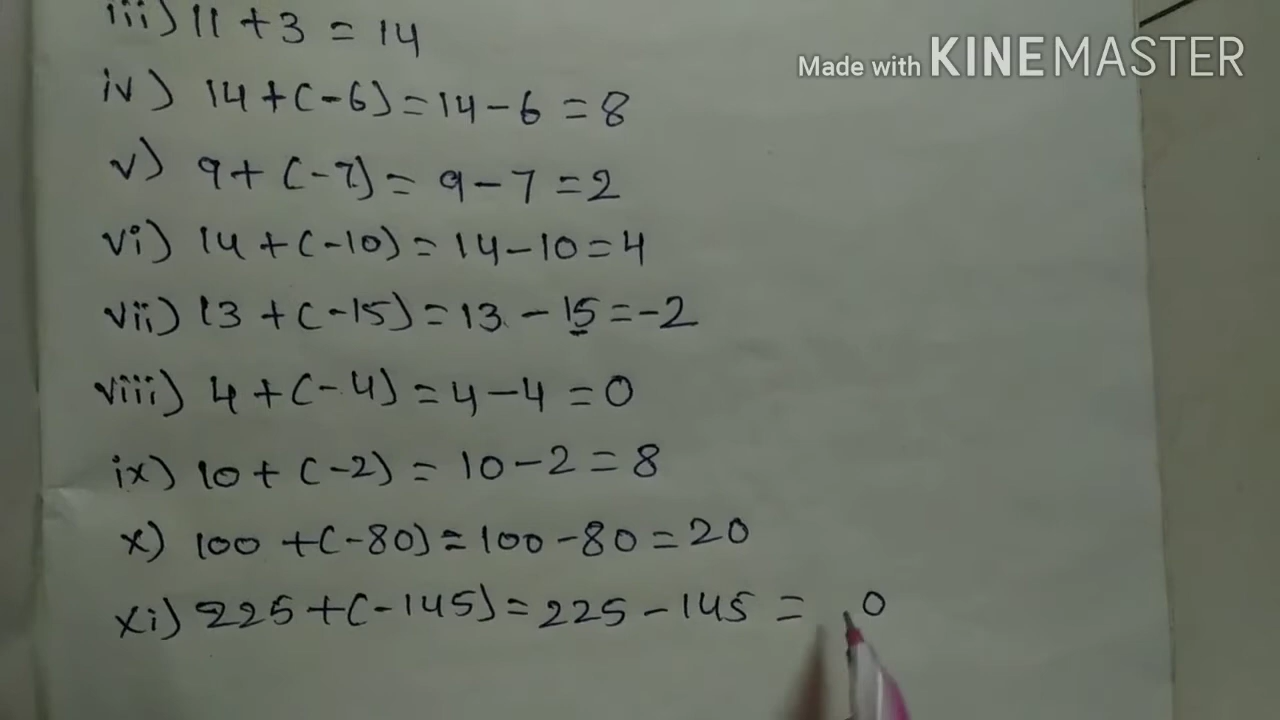 iii) 11 + 3 = 14
Made with KINEMASTER
iv) 14 + (-6) = 14 - 6 = 8
v) 9 + (-7) = 9 - 7 = 2
vi) 14 + (-10) = 14 - 10 = 4
vii) 13 + (-15) = 13 - 15 = -2
viii) 4 + (-4) = 4 - 4 = 0
ix) 10 + (-2) = 10 - 2 = 8
x) 100 + (-80) = 100 - 80 = 20
xi) 225 + (-145) = 225 - 145 = 0